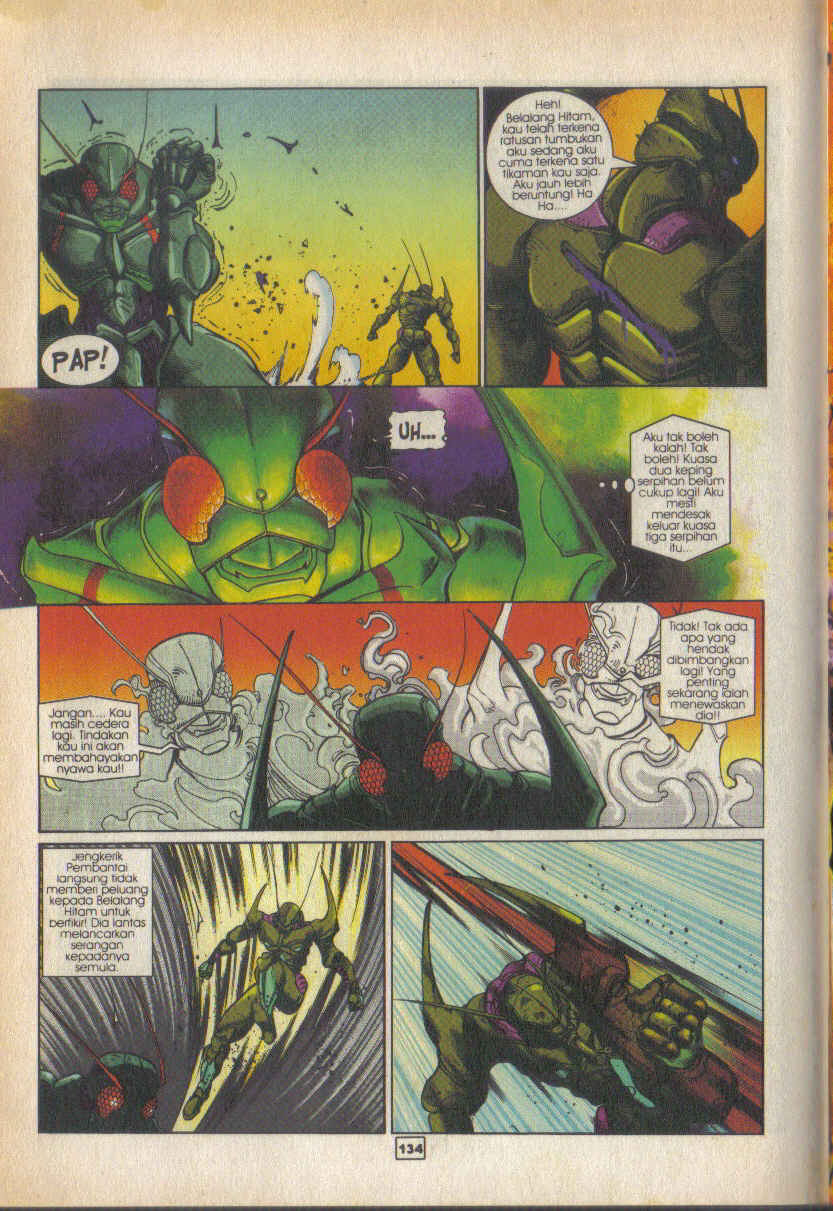 Heh!
Belalang Hitam,
kau telah terkena
ratusan tumbukan
aku sedang aku
cuma terkena satu
tikaman kau saja.
Aku jauh lebih
beruntung! Ha
Ha....
PAP!
UH...
Aku tak boleh
kalah! Tak
boleh! Kuasa
dua keping
serpihan belum
cukup lagi! Aku
mesti
mendesak
keluar kuasa
tiga serpihan
itu...
Jangan.... Kau
masih cedera
lagi. Tindakan
kau ini akan
membahayakan
nyawa kau!!
Tidak! Tak ada
apa yang
hendak
dibimbangkan
lagi! Yang
penting
sekarang ialah
menewaskan
dia!!
Jengkerik
Pembantai
langsung tidak
memberi peluang
kepada Belalang
Hitam untuk
berfikir! Dia lantas
melancarkan
serangan
kepadanya
semula.
134